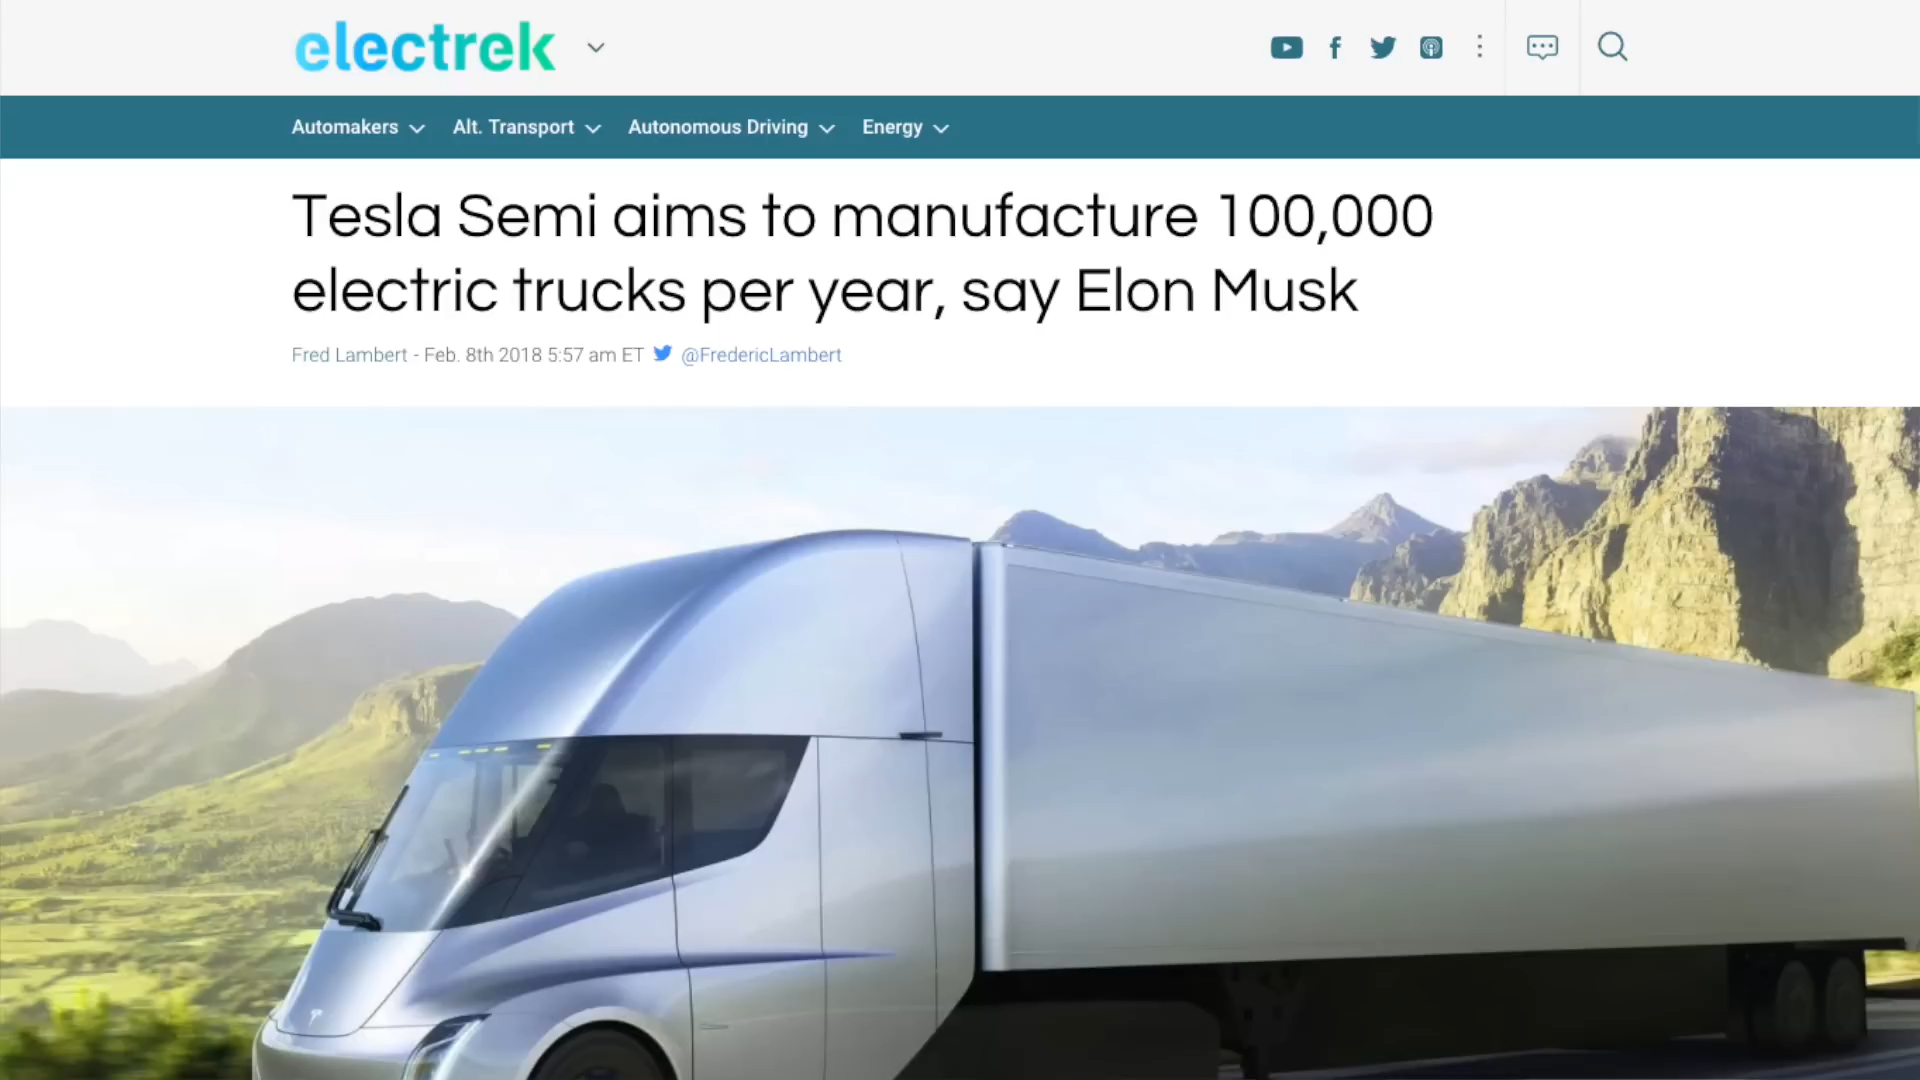 electrek
Automakers Alt. Transport Autonomous Driving Energy
Tesla Semi aims to manufacture 100,000
electric trucks per year, say Elon Musk
Fred Lambert - Feb. 8th 2018 5:57 am ET @FredericLambert